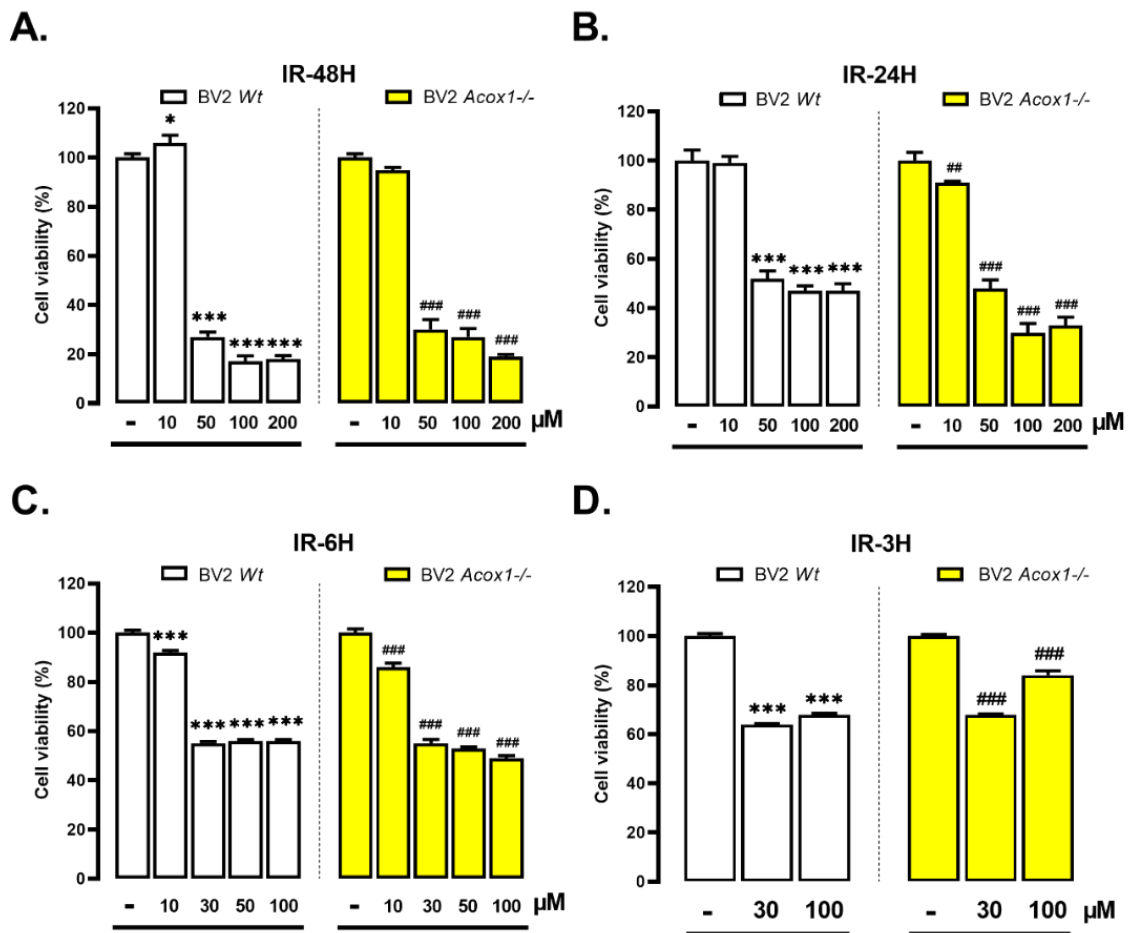 A.
IR-48H
BV2 Wt
BV2 Acox1-/-
Cell viability (%)
120
100
80
60
40
20
0
*
***
***
***
###
###
###
- 10 50 100 200 - 10 50 100 200 µM
B.
IR-24H
BV2 Wt
BV2 Acox1-/-
Cell viability (%)
120
100
80
60
40
20
0
***
***
***
##
###
###
###
- 10 50 100 200 - 10 50 100 200 µM
C.
IR-6H
BV2 Wt
BV2 Acox1-/-
Cell viability (%)
120
100
80
60
40
20
0
***
***
***
***
###
###
###
###
- 10 30 50 100 - 10 30 50 100 µM
D.
IR-3H
BV2 Wt
BV2 Acox1-/-
Cell viability (%)
120
100
80
60
40
20
0
***
***
###
###
- 30 100 - 30 100 µM